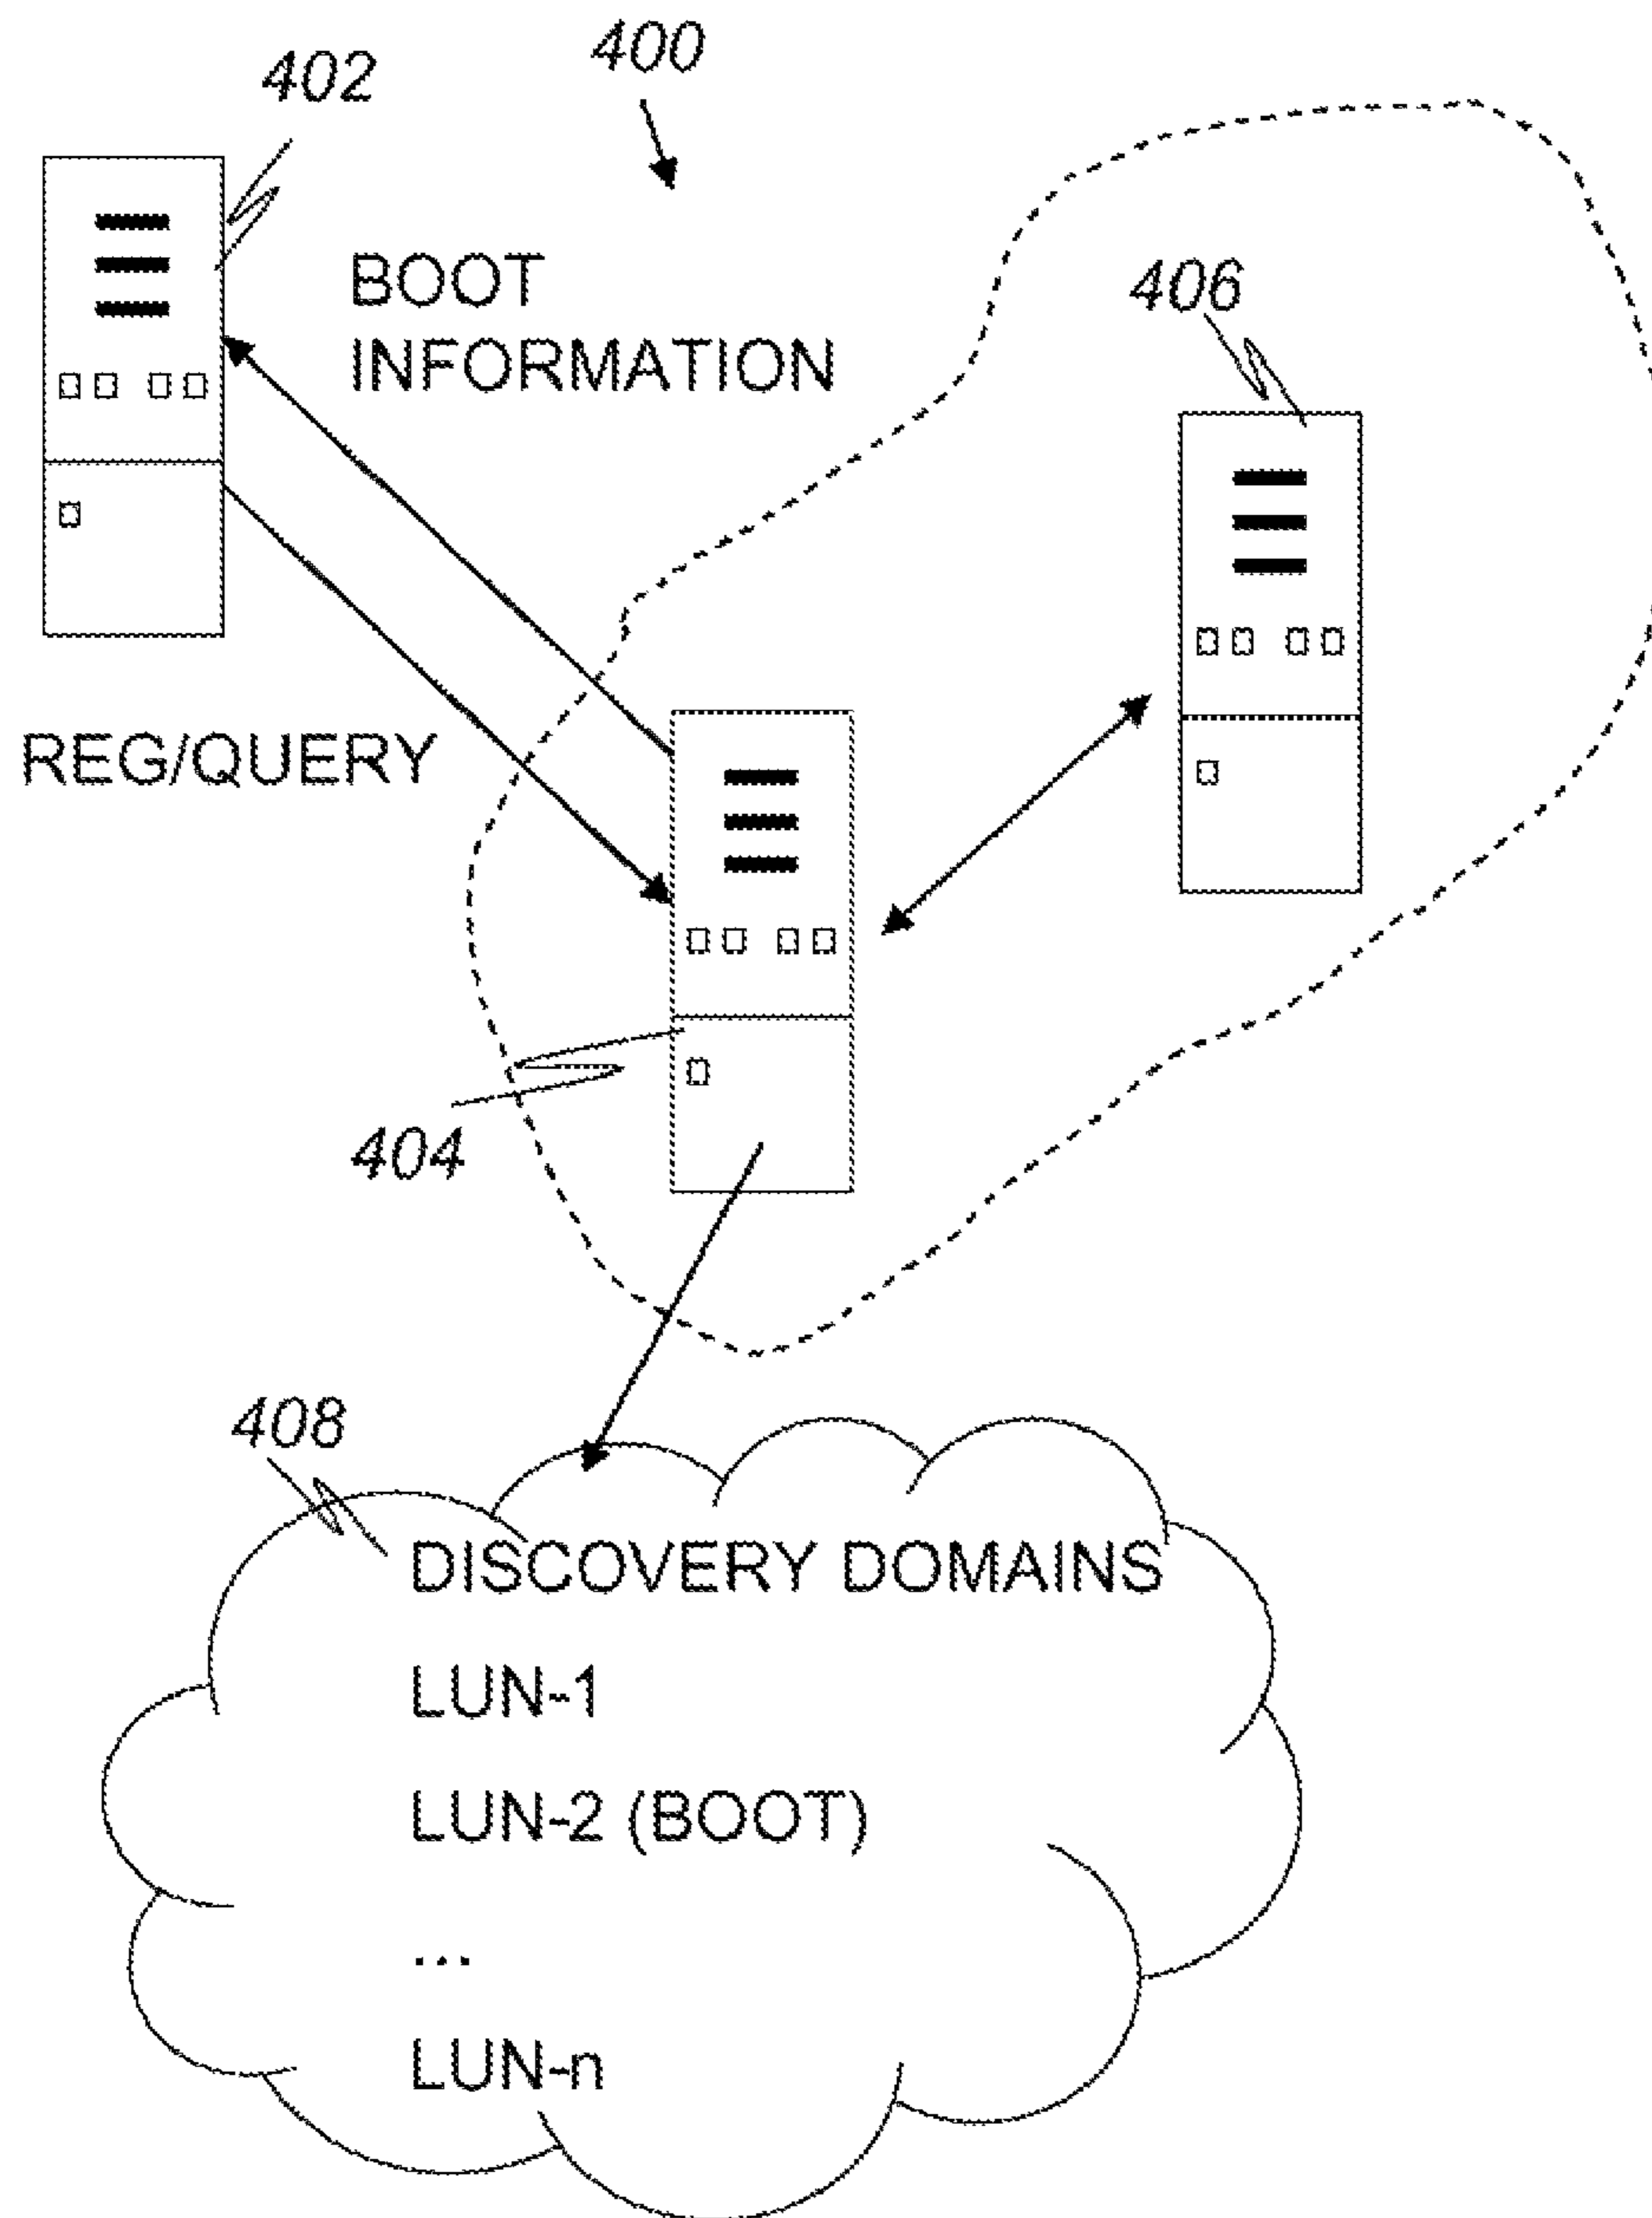 400
402
BOOT
INFORMATION
406
REG/QUERY
404
408
DISCOVERY DOMAINS
LUN-1
LUN-2 (BOOT)
...
LUN-n